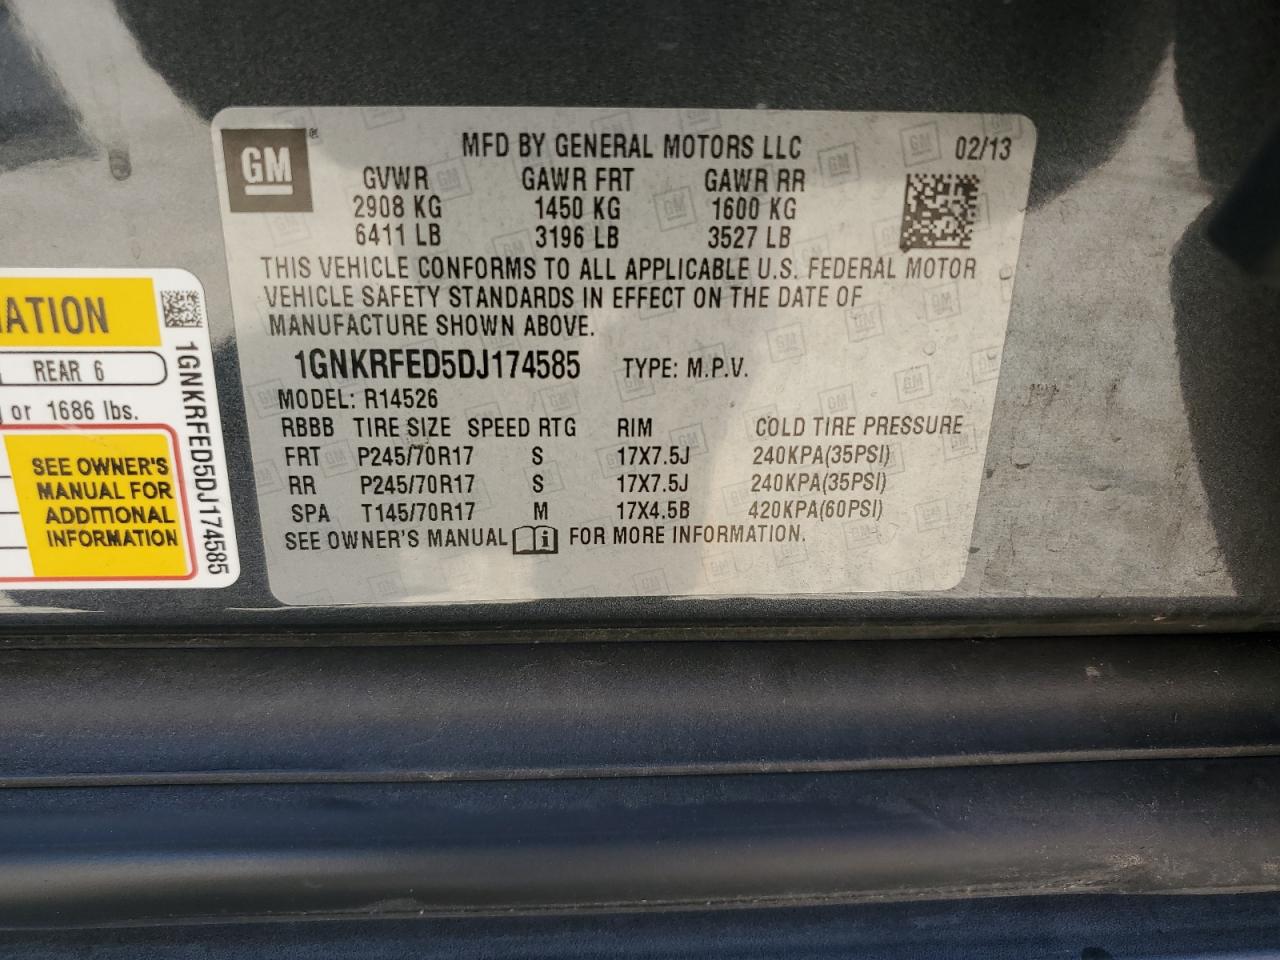 GM®
MFD BY GENERAL MOTORS LLC 02/13
GVWR GAWR FRT GAWR RR
2908 KG 1450 KG 1600 KG
6411 LB 3196 LB 3527 LB
THIS VEHICLE CONFORMS TO ALL APPLICABLE U.S. FEDERAL MOTOR
VEHICLE SAFETY STANDARDS IN EFFECT ON THE DATE OF
MANUFACTURE SHOWN ABOVE.
1GNKRFED5DJ174585 TYPE: M.P.V.
MODEL: R14526
RBBB TIRE SIZE SPEED RTG RIM COLD TIRE PRESSURE
FRT P245/70R17 S 17X7.5J 240KPA(35PSI)
RR P245/70R17 S 17X7.5J 240KPA(35PSI)
SPA T145/70R17 M 17X4.5B 420KPA(60PSI)
SEE OWNER'S MANUAL i FOR MORE INFORMATION.
ATION
REAR 6
or 1686 lbs.
SEE OWNER'S
MANUAL FOR
ADDITIONAL
INFORMATION
1GNKRFED5DJ174585